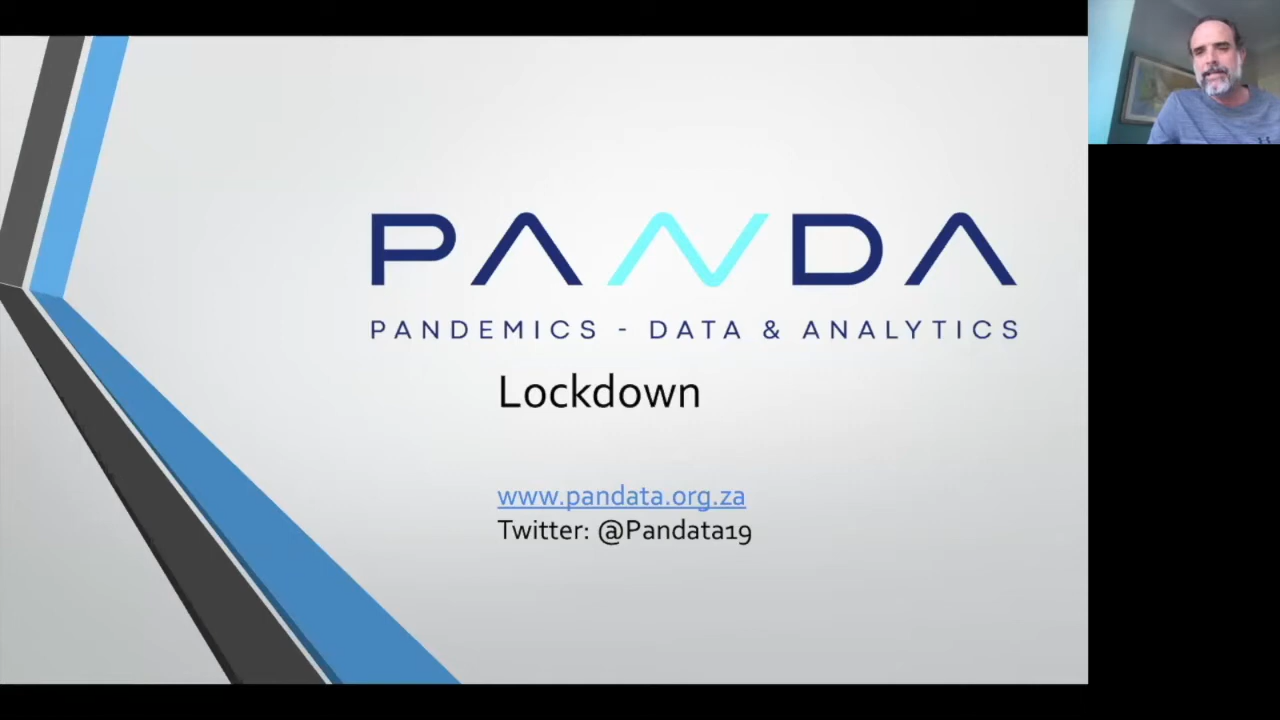 PANDA
PANDEMICS - DATA & ANALYTICS
Lockdown
www.pandata.org.za
Twitter: @Pandata19